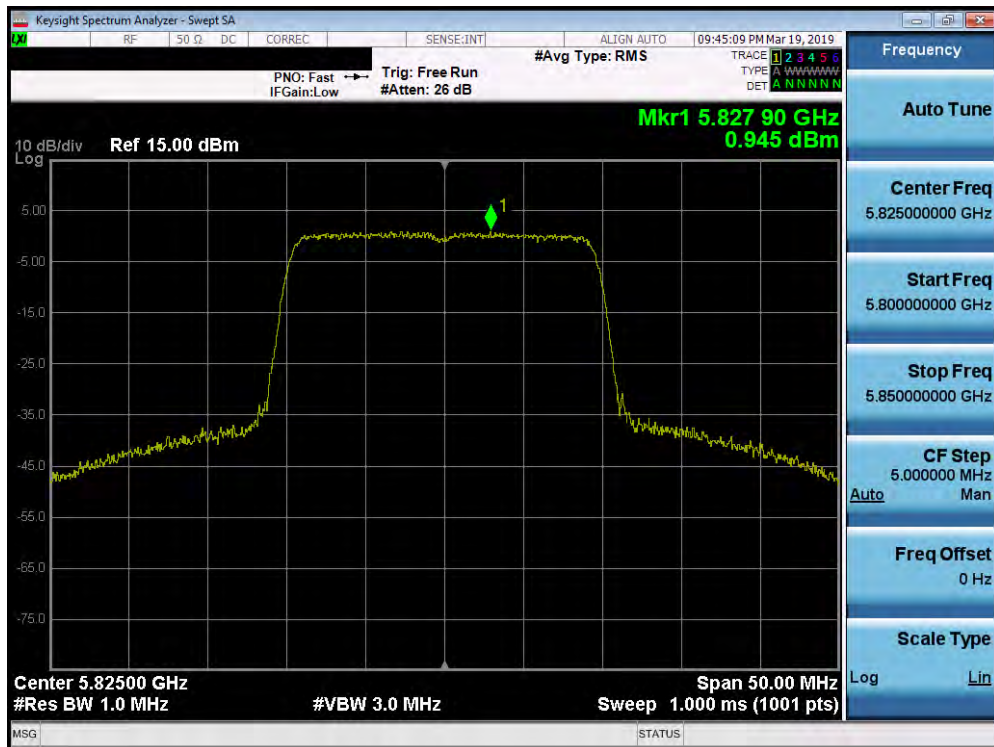 Keysight Spectrum Analyzer - Swept SA
LXI RF 50 Ω DC CORREC SENSE:INT ALIGN AUTO 09:45:09 PM Mar 19, 2019
PNO: Fast Trig: Free Run #Avg Type: RMS TRACE 1 2 3 4 5 6
TYPE A WWWWW
IFGain:Low #Atten: 26 dB DET A N N N N N
Mkr1 5.827 90 GHz
0.945 dBm
10 dB/div Ref 15.00 dBm
Log
1
5.00
-5.00
-15.0
-25.0
-35.0
-45.0
-55.0
-65.0
-75.0
Center 5.82500 GHz Span 50.00 MHz
#Res BW 1.0 MHz #VBW 3.0 MHz Sweep 1.000 ms (1001 pts)
MSG STATUS
Frequency
Auto Tune
Center Freq
5.825000000 GHz
Start Freq
5.800000000 GHz
Stop Freq
5.850000000 GHz
CF Step
5.000000 MHz
Auto Man
Freq Offset
0 Hz
Scale Type
Log Lin